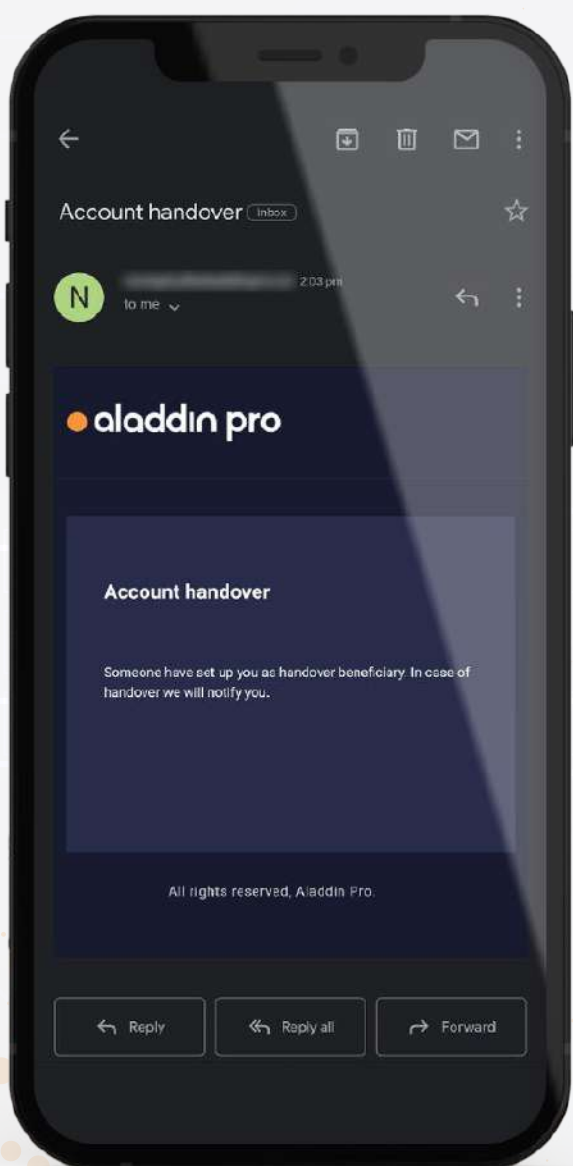 Account handover Inbox
N
2:03 pm
to me
aladdin pro
Account handover
Someone have set up you as handover beneficiary. In case of
handover we will notify you.
All rights reserved, Aladdin Pro.
Reply
Reply all
Forward